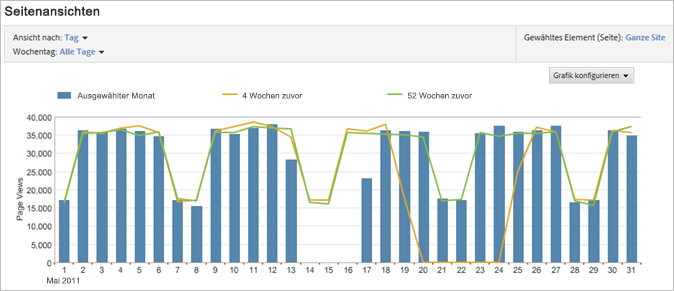 Seitenansichten
Ansicht nach: Tag
Wochentag: Alle Tage
Gewähltes Element (Seite): Ganze Site
Grafik konfigurieren
Ausgewählter Monat 4 Wochen zuvor 52 Wochen zuvor
Page Views
40,000
35,000
30,000
25,000
20,000
15,000
10,000
5,000
0
1 2 3 4 5 6 7 8 9 10 11 12 13 14 15 16 17 18 19 20 21 22 23 24 25 26 27 28 29 30 31
Mai 2011